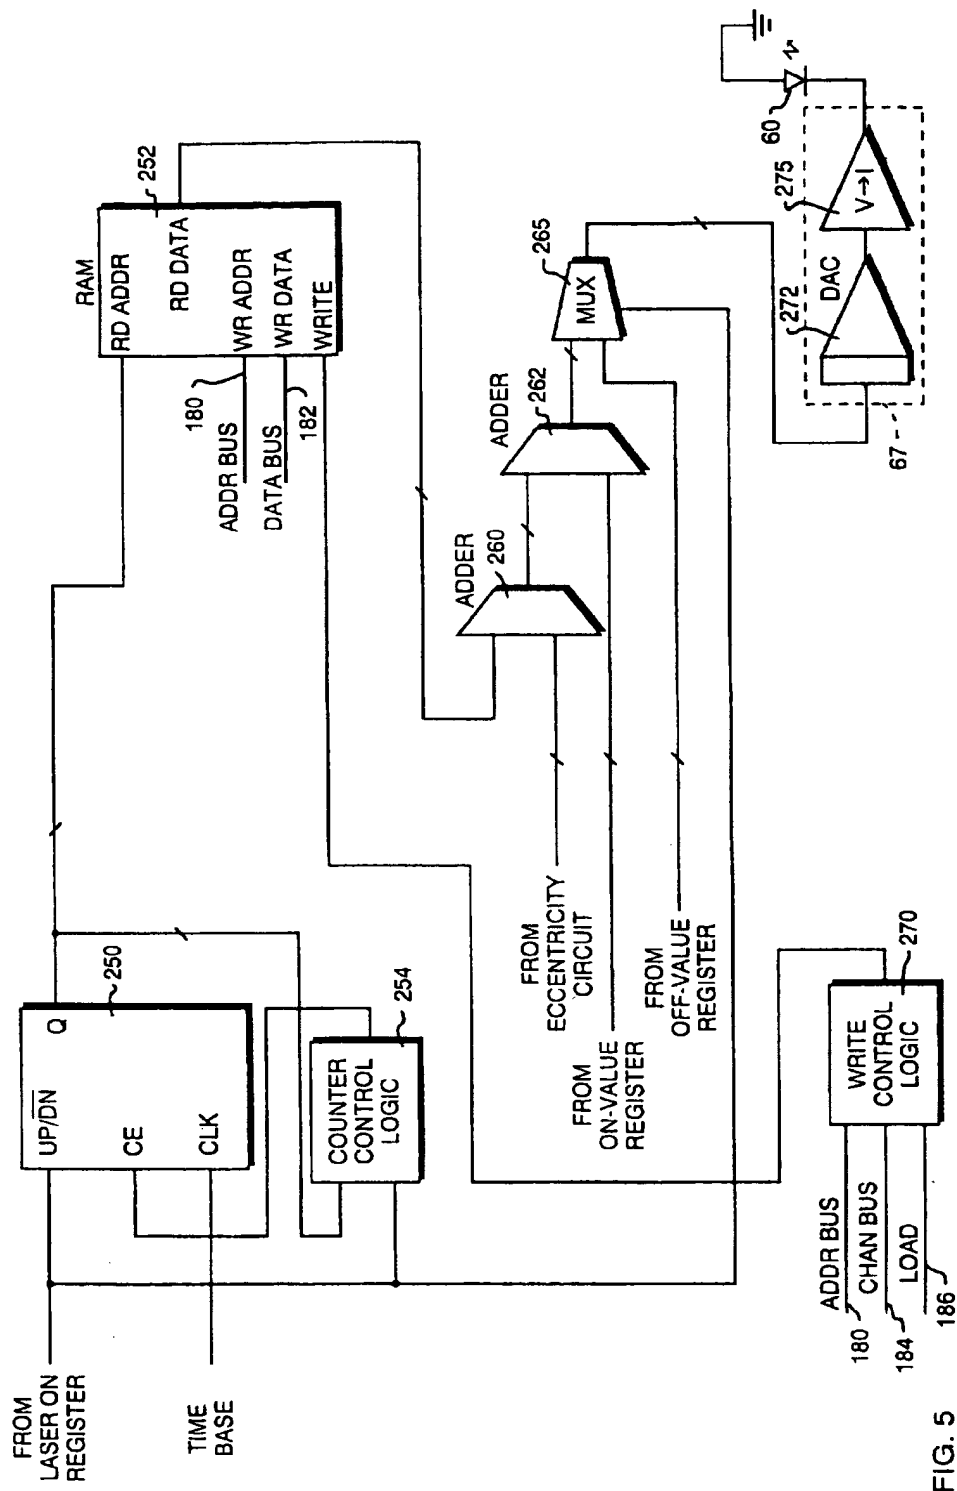 FROM
LASER ON
REGISTER
TIME
BASE
UP/DN
Q
CE
CLK
250
COUNTER
CONTROL
LOGIC
254
RAM
RD ADDR
RD DATA
WR ADDR
WR DATA
WRITE
252
ADDR BUS
180
DATA BUS
182
ADDER
260
ADDER
262
MUX
265
FROM
ECCENTRICITY
CIRCUIT
FROM
ON-VALUE
REGISTER
FROM
OFF-VALUE
REGISTER
WRITE
CONTROL
LOGIC
270
ADDR BUS
180
CHAN BUS
184
LOAD
186
272
DAC
275
V→I
60
67
FIG. 5